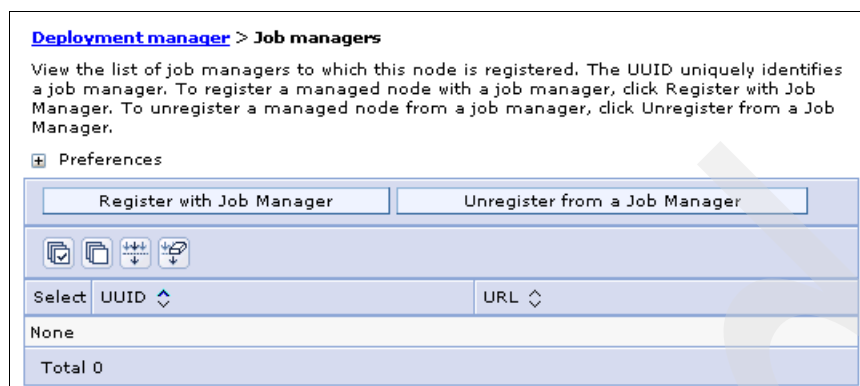 Deployment manager > Job managers
View the list of job managers to which this node is registered. The UUID uniquely identifies
a job manager. To register a managed node with a job manager, click Register with Job
Manager. To unregister a managed node from a job manager, click Unregister from a Job
Manager.
Preferences
Register with Job Manager Unregister from a Job Manager
Select UUID URL
None
Total 0